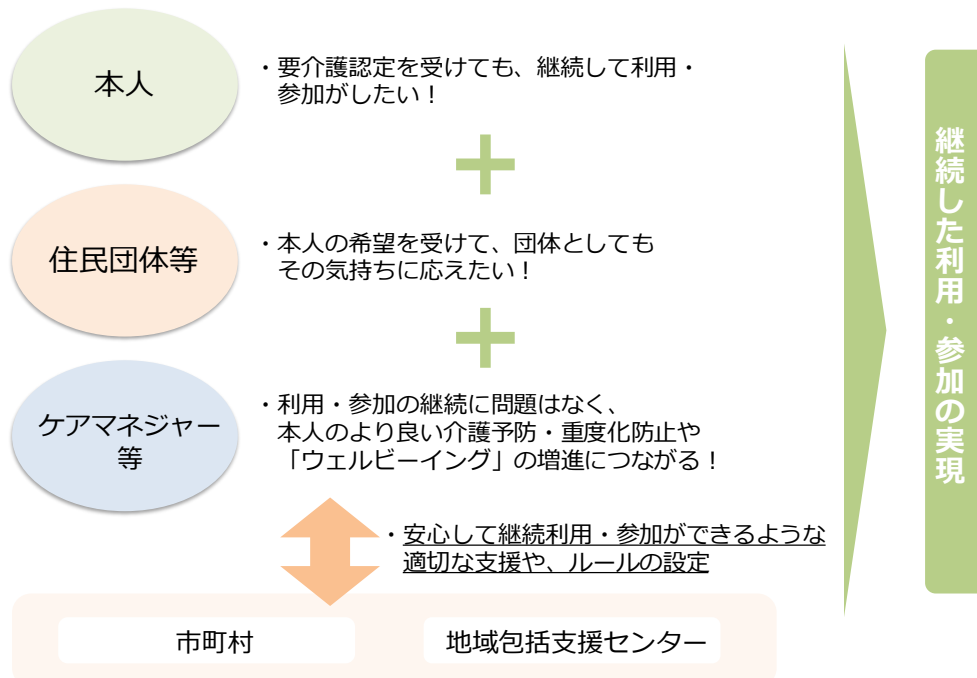 本人
・要介護認定を受けても、継続して利用・
参加がしたい！
住民団体等
・本人の希望を受けて、団体としても
その気持ちに応えたい！
ケアマネジャー
等
・利用・参加の継続に問題はなく、
本人のより良い介護予防・重度化防止や
「ウェルビーイング」の増進につながる！
・安心して継続利用・参加ができるような
適切な支援や、ルールの設定
市町村
地域包括支援センター
継続した利用・参加の実現